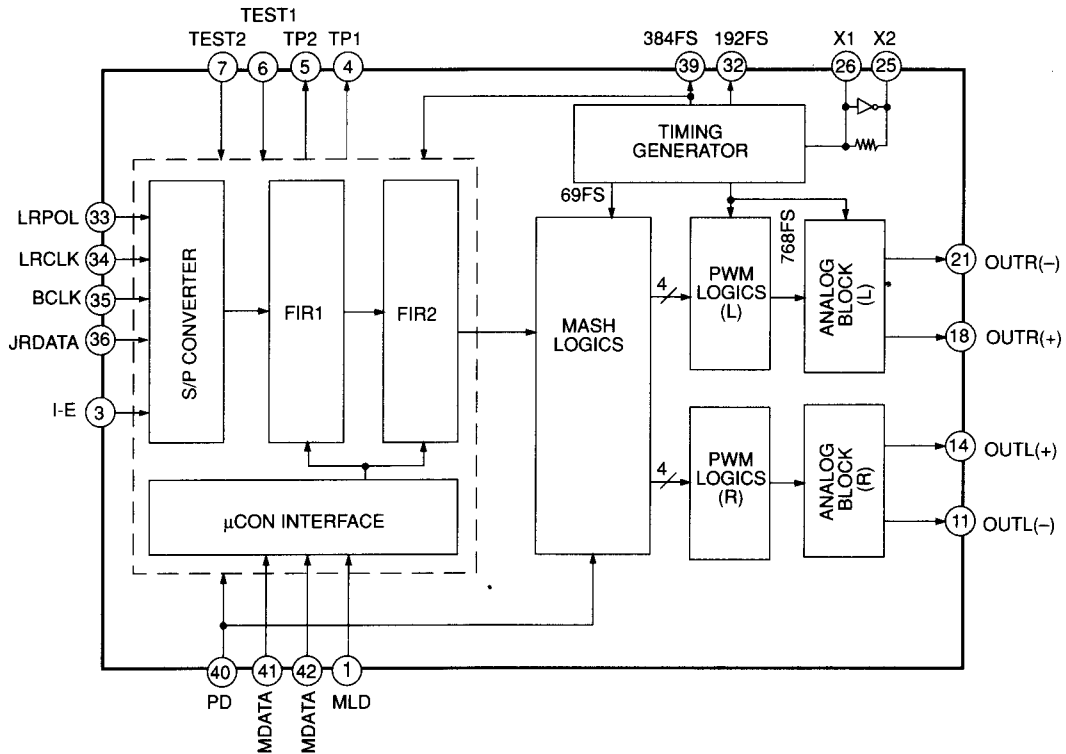 TEST1
TEST2
TP2
TP1
384FS
192FS
X1
X2
7
6
5
4
39
32
26
25
TIMING
GENERATOR
69FS
768FS
LRPOL
33
LRCLK
34
BCLK
35
JRDATA
36
I-E
3
S/P CONVERTER
FIR1
FIR2
MASH
LOGICS
4
PWM
LOGICS
(L)
ANALOG
BLOCK
(L)
21
OUTR(–)
18
OUTR(+)
4
PWM
LOGICS
(R)
ANALOG
BLOCK
(R)
14
OUTL(+)
11
OUTL(–)
μCON INTERFACE
40
41
42
1
PD
MDATA
MDATA
MLD